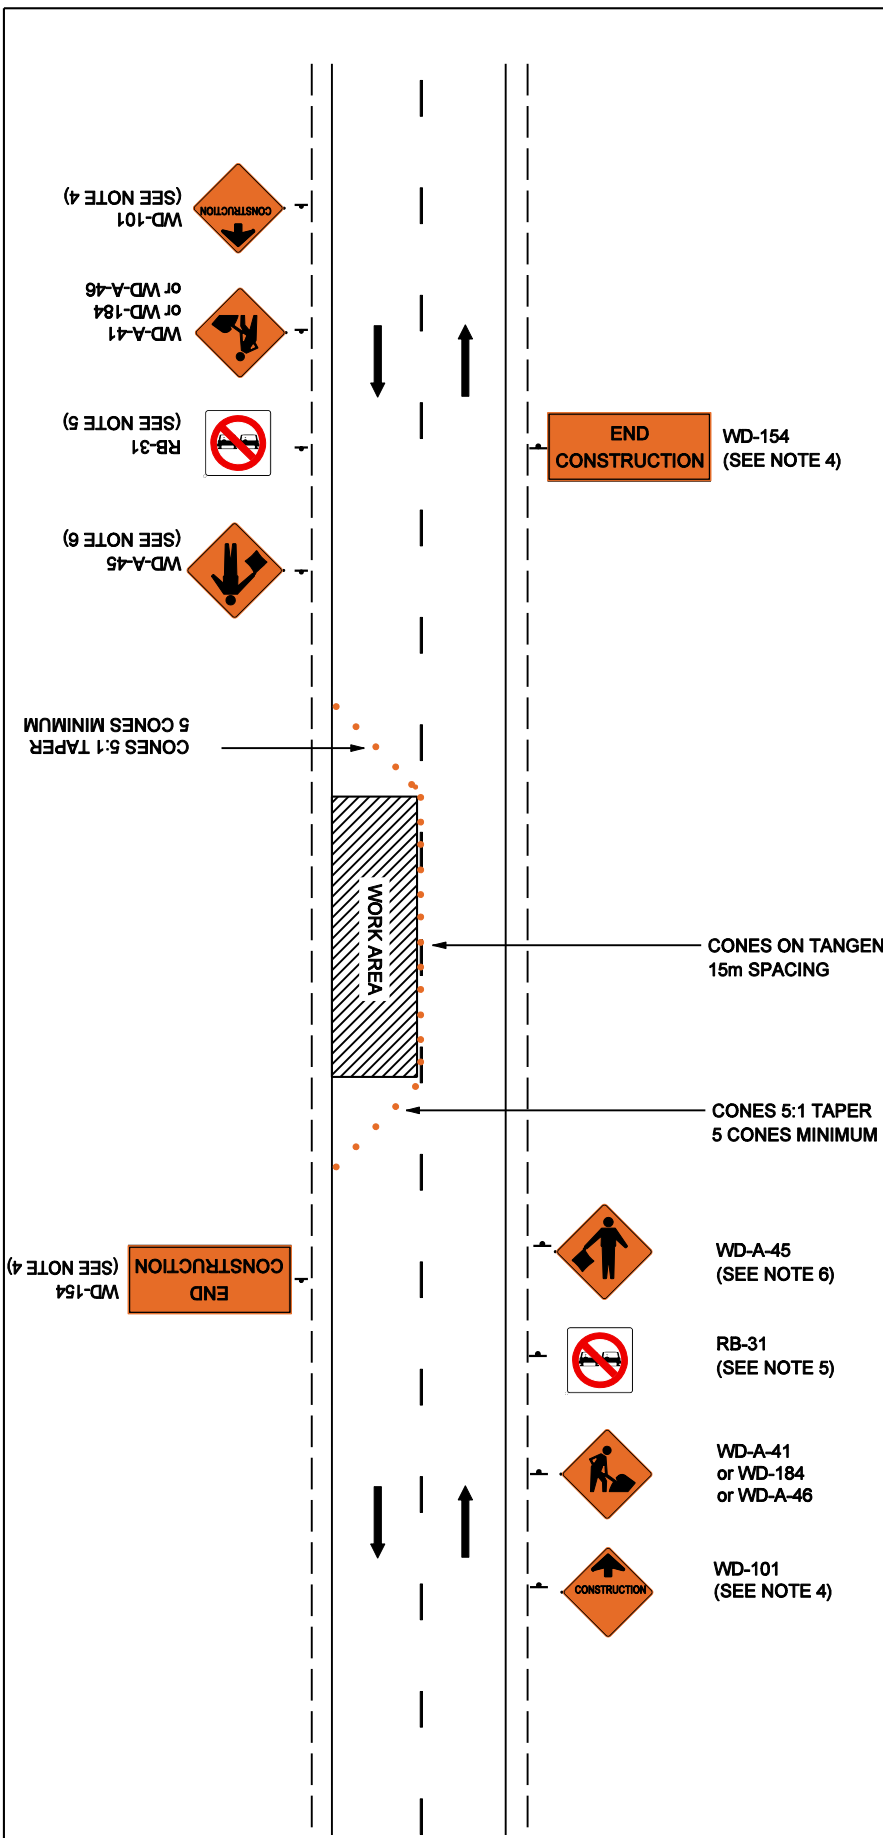 CONSTRUCTION
WD-101
(SEE NOTE 4)
WD-A-41
or WD-184
or WD-A-46
RB-31
(SEE NOTE 5)
WD-A-45
(SEE NOTE 6)
END
CONSTRUCTION
WD-154
(SEE NOTE 4)
CONES 5:1 TAPER
5 CONES MINIMUM
WORK AREA
CONES ON TANGEN
15m SPACING
CONES 5:1 TAPER
5 CONES MINIMUM
END
CONSTRUCTION
WD-154
(SEE NOTE 4)
WD-A-45
(SEE NOTE 6)
RB-31
(SEE NOTE 5)
WD-A-41
or WD-184
or WD-A-46
CONSTRUCTION
WD-101
(SEE NOTE 4)